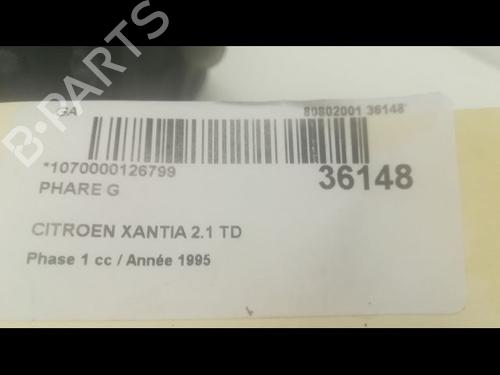 B-PARTS
GA
80802001 36148
*1070000126799
36148
PHARE G
CITROEN XANTIA 2.1 TD
Phase 1 cc / Année 1995